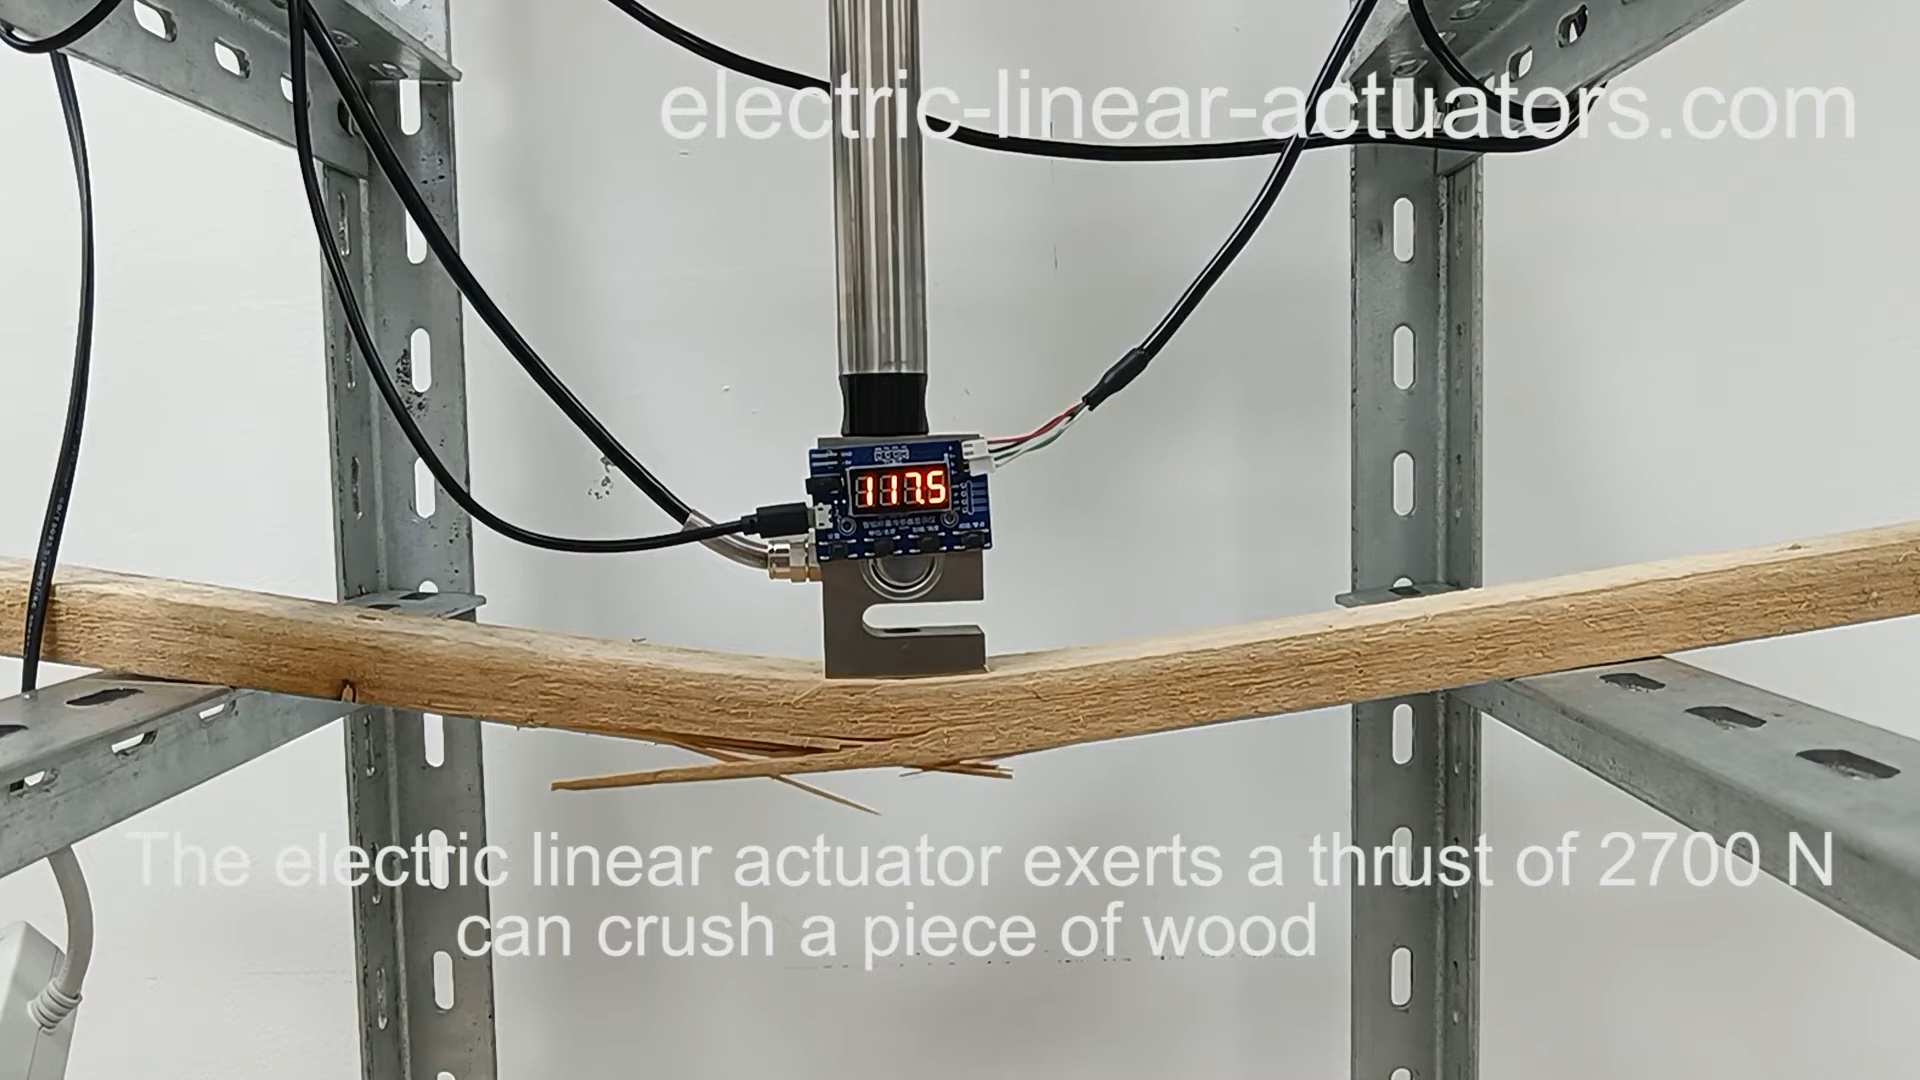 electric-linear-actuators.com
117.5
The electric linear actuator exerts a thrust of 2700 N
can crush a piece of wood